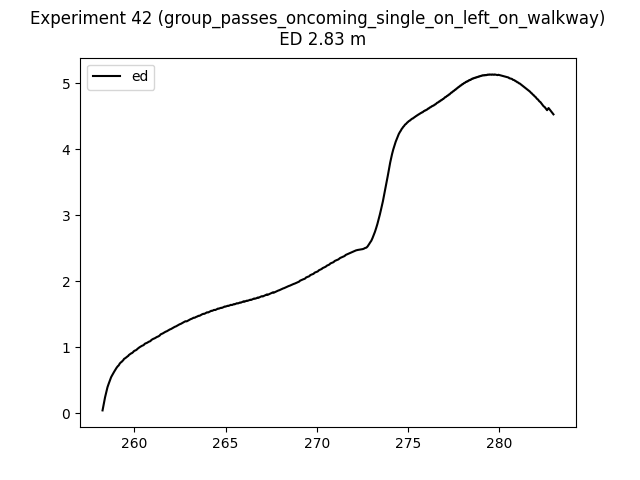 Experiment 42 (group_passes_oncoming_single_on_left_on_walkway)
ED 2.83 m
ed
5
4
3
2
1
0
260 265 270 275 280